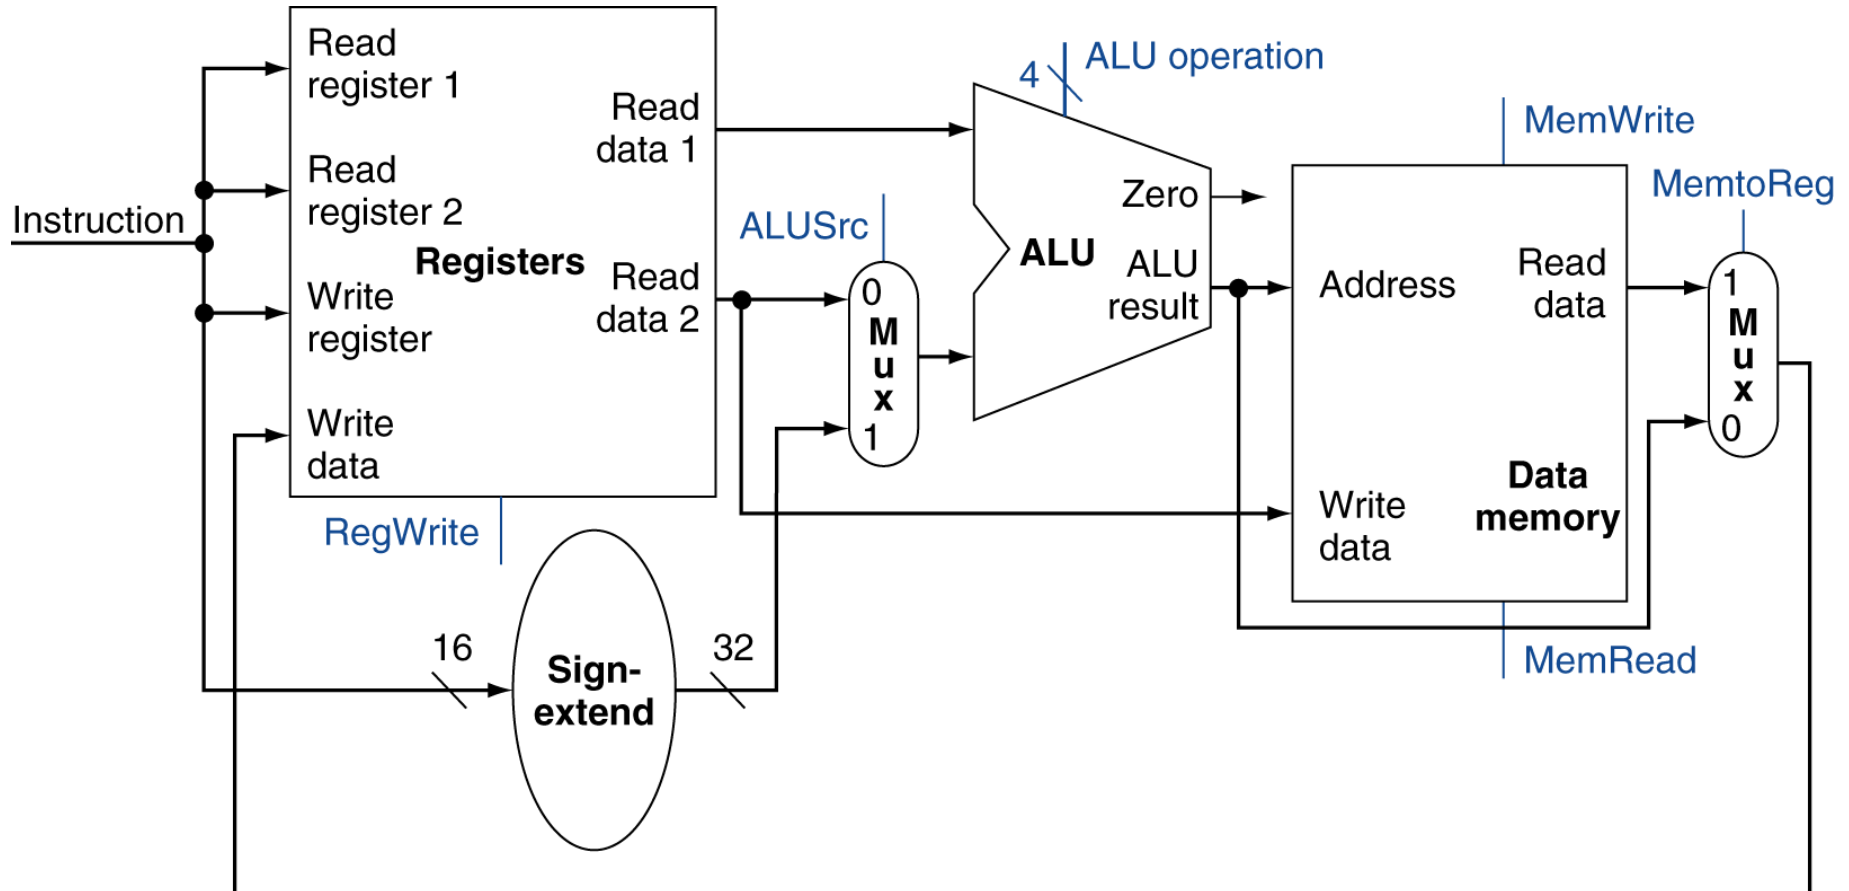 Instruction
Read
register 1
Read
register 2
Write
register
Write
data
Registers
Read
data 1
Read
data 2
RegWrite
16
Sign-
extend
32
ALUSrc
0
M
u
x
1
4
ALU operation
ALU
Zero
ALU
result
MemWrite
Address
Read
data
Write
data
Data
memory
MemRead
MemtoReg
1
M
u
x
0